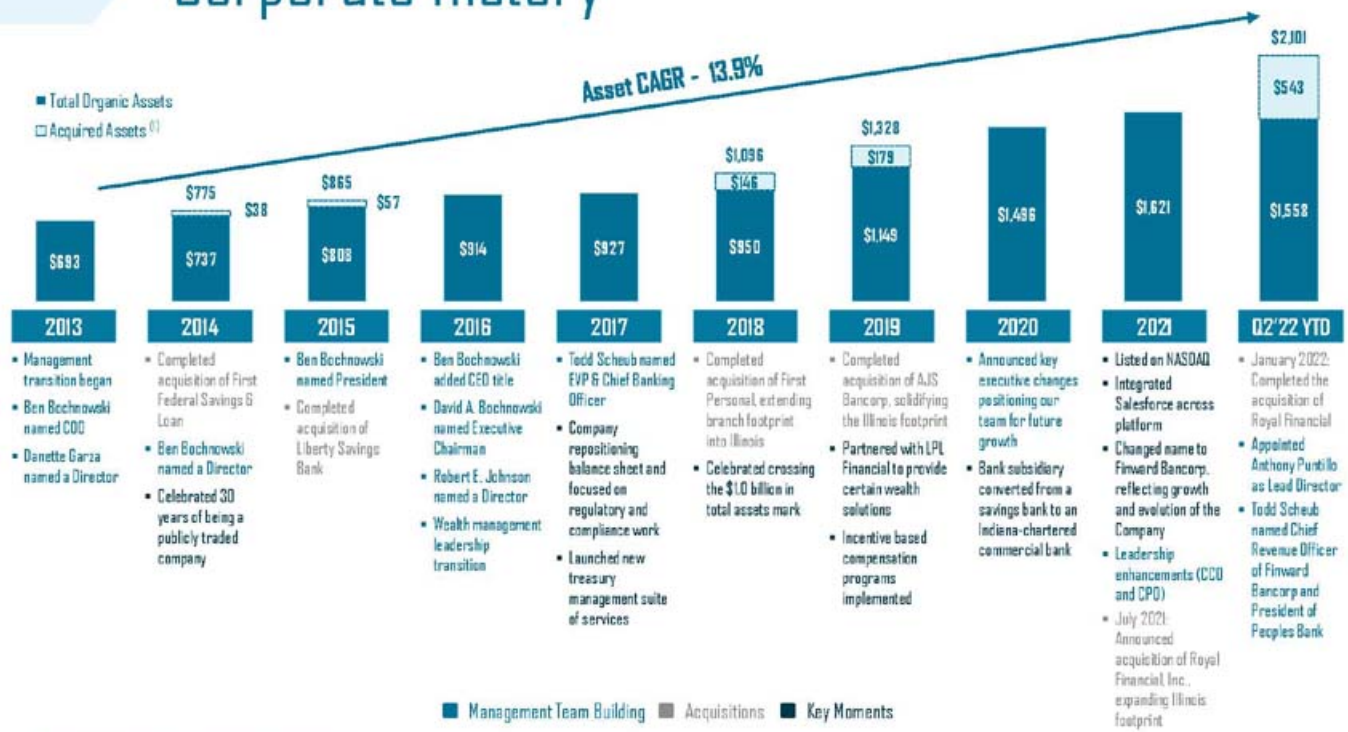 Corporate History
Asset CAGR - 13.9%
Total Organic Assets
Acquired Assets (1)
$693
$775
$38
$737
$865
$57
$808
$914
$927
$1,096
$146
$950
$1,328
$179
$1,149
$1,496
$1,621
$2,101
$543
$1,558
2013
▪ Management
transition began
▪ Ben Bochnowski
named COO
▪ Danette Garza
named a Director
2014
▪ Completed
acquisition of First
Federal Savings &
Loan
▪ Ben Bochnowski
named a Director
▪ Celebrated 30
years of being a
publicly traded
company
2015
▪ Ben Bochnowski
named President
▪ Completed
acquisition of
Liberty Savings
Bank
2016
▪ Ben Bochnowski
added CEO title
▪ David A. Bochnowski
named Executive
Chairman
▪ Robert E. Johnson
named a Director
▪ Wealth management
leadership
transition
2017
▪ Todd Scheub named
EVP & Chief Banking
Officer
▪ Company
repositioning
balance sheet and
focused on
regulatory and
compliance work
▪ Launched new
treasury
management suite
of services
2018
▪ Completed
acquisition of First
Personal, extending
branch footprint
into Illinois
▪ Celebrated crossing
the $1.0 billion in
total assets mark
2019
▪ Completed
acquisition of AJS
Bancorp, solidifying
the Illinois footprint
▪ Partnered with LPL
Financial to provide
certain wealth
solutions
▪ Incentive based
compensation
programs
implemented
2020
▪ Announced key
executive changes
positioning our
team for future
growth
▪ Bank subsidiary
converted from a
savings bank to an
Indiana-chartered
commercial bank
2021
▪ Listed on NASDAQ
▪ Integrated
Salesforce across
platform
▪ Changed name to
Finward Bancorp,
reflecting growth
and evolution of the
Company
▪ Leadership
enhancements (CCO
and CPO)
▪ July 2021:
Announced
acquisition of Royal
Financial, Inc.,
expanding Illinois
footprint
Q2'22 YTD
▪ January 2022:
Completed the
acquisition of
Royal Financial
▪ Appointed
Anthony Puntillo
as Lead Director
▪ Todd Scheub
named Chief
Revenue Officer
of Finward
Bancorp and
President of
Peoples Bank
Management Team Building
Acquisitions
Key Moments